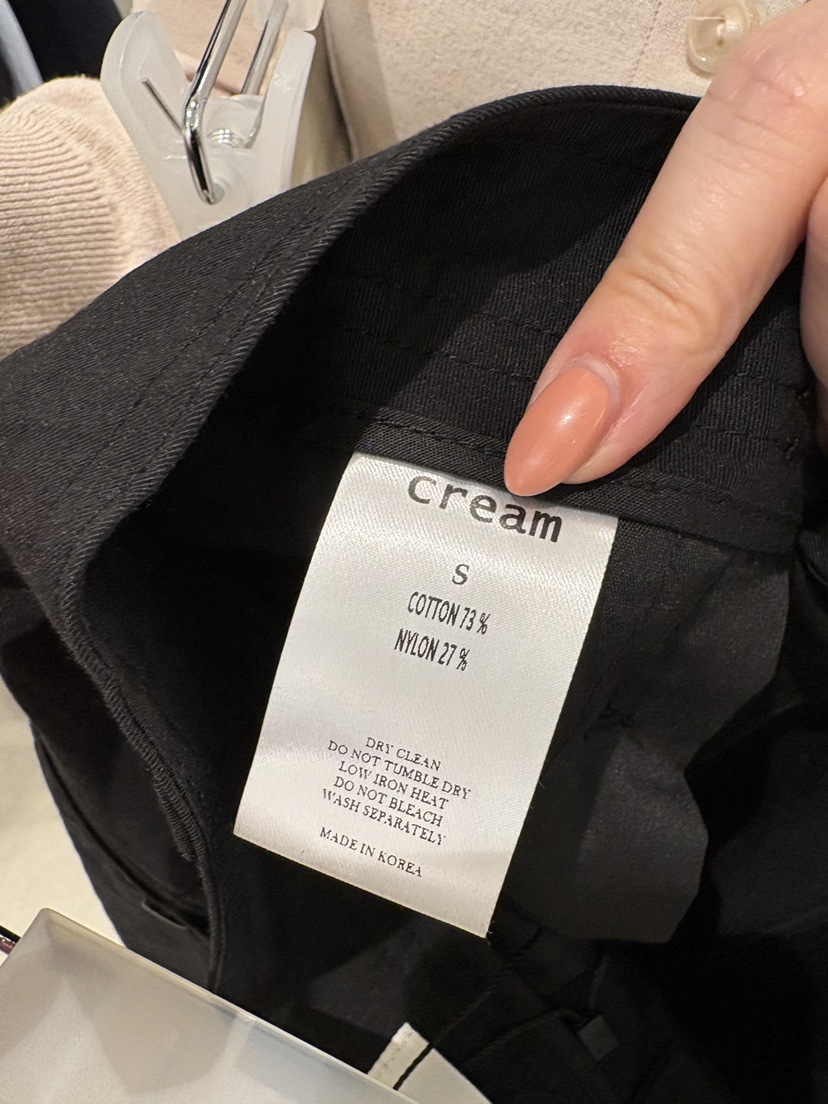 cream
S
COTTON 73 %
NYLON 27 %
DRY CLEAN
DO NOT TUMBLE DRY
LOW IRON HEAT
DO NOT BLEACH
WASH SEPARATELY
MADE IN KOREA